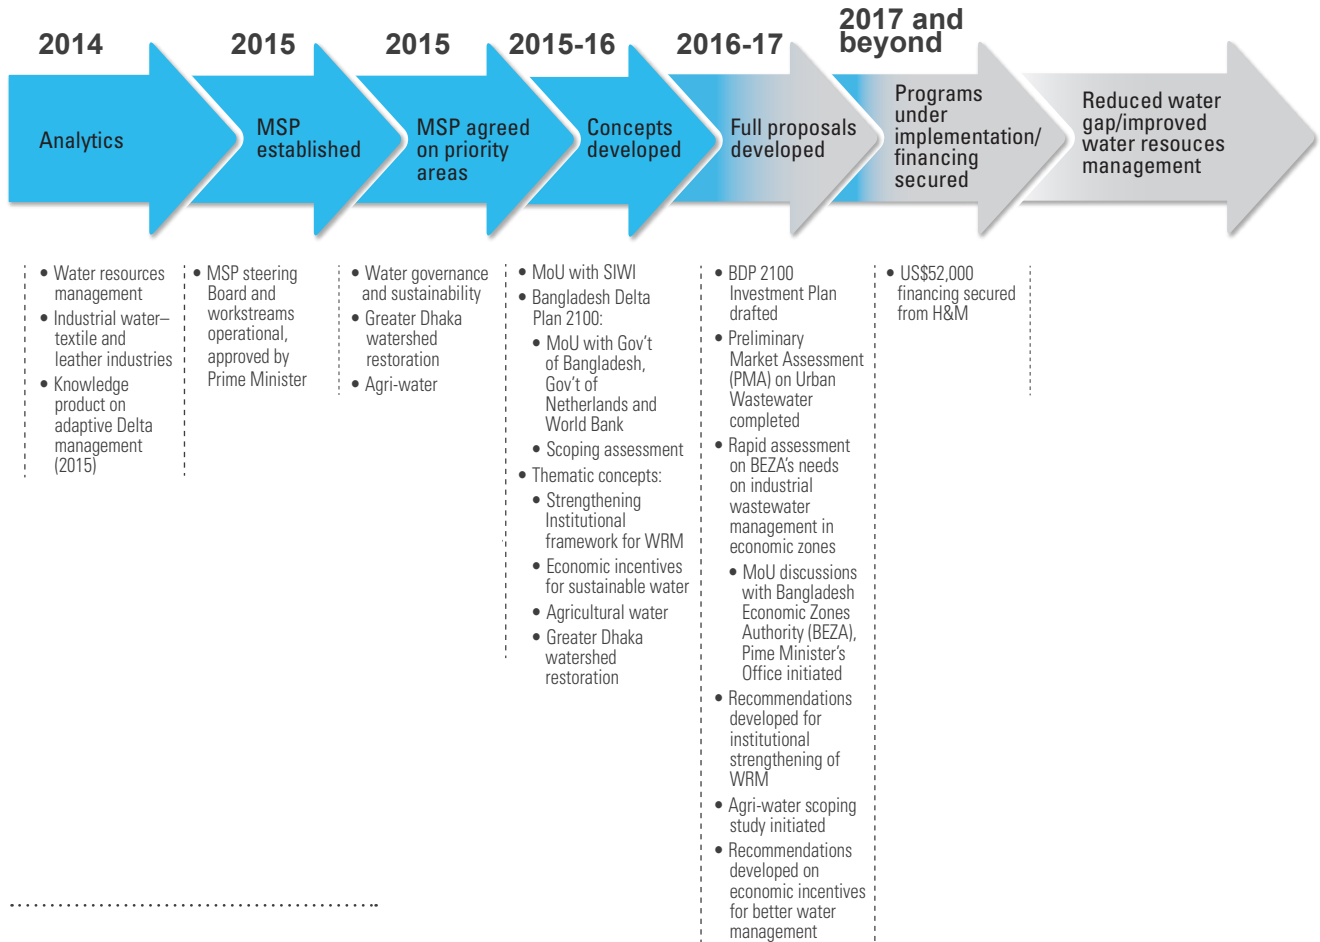 2014
Analytics
• Water resources
management
• Industrial water–
textile and
leather industries
• Knowledge
product on
adaptive Delta
management
(2015)
2015
MSP
established
• MSP steering
Board and
workstreams
operational,
approved by
Prime Minister
2015
MSP agreed
on priority
areas
• Water governance
and sustainability
• Greater Dhaka
watershed
restoration
• Agri-water
2015-16
Concepts
developed
• MoU with SIWI
• Bangladesh Delta
Plan 2100:
• MoU with Gov't
of Bangladesh,
Gov't of
Netherlands and
World Bank
• Scoping assessment
• Thematic concepts:
• Strengthening
Institutional
framework for WRM
• Economic incentives
for sustainable water
• Agricultural water
• Greater Dhaka
watershed
restoration
2016-17
Full proposals
developed
• BDP 2100
Investment Plan
drafted
• Preliminary
Market Assessment
(PMA) on Urban
Wastewater
completed
• Rapid assessment
on BEZA's needs
on industrial
wastewater
management in
economic zones
• MoU discussions
with Bangladesh
Economic Zones
Authority (BEZA),
Pime Minister's
Office initiated
• Recommendations
developed for
institutional
strengthening of
WRM
• Agri-water scoping
study initiated
• Recommendations
developed on
economic incentives
for better water
management
2017 and
beyond
Programs
under
implementation/
financing
secured
• US$52,000
financing secured
from H&M
Reduced water
gap/improved
water resouces
management